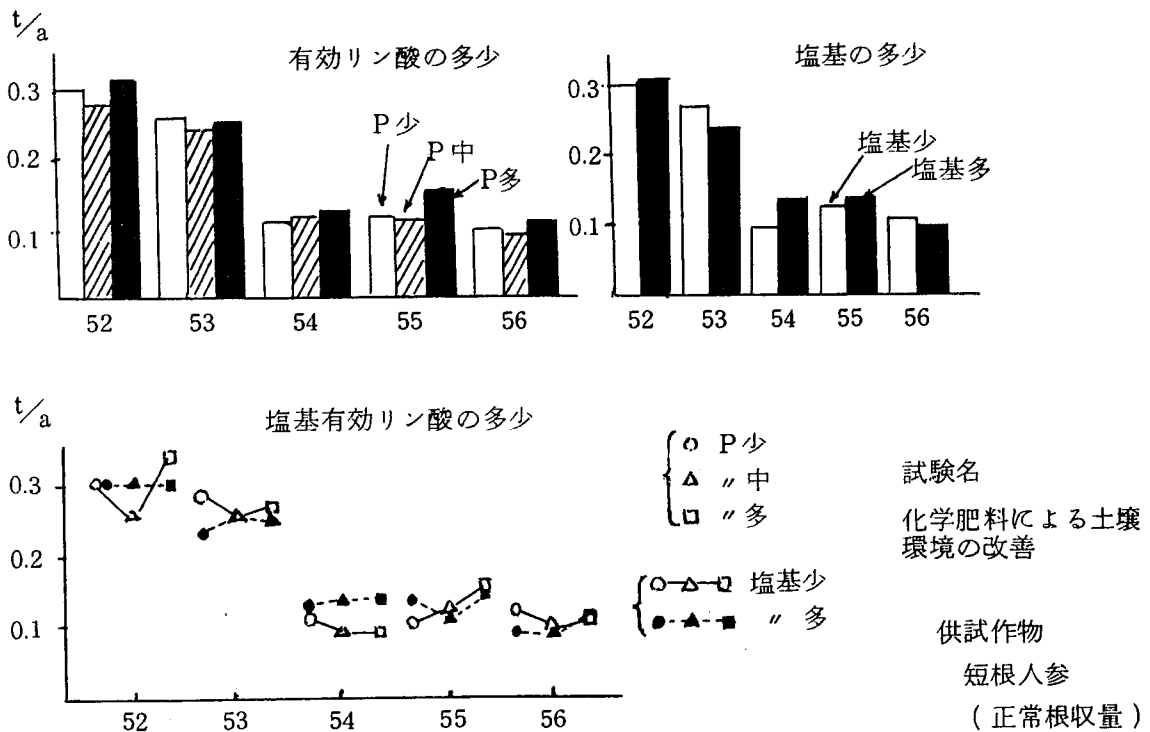 t/a
有効リン酸の多少
0.3
0.2
0.1
P少
P中
P多
52 53 54 55 56
塩基の多少
0.3
0.2
0.1
塩基少
塩基多
52 53 54 55 56
t/a
塩基有効リン酸の多少
0.3
0.2
0.1
52 53 54 55 56
P少
〃中
〃多
塩基少
〃 多
試験名
化学肥料による土壌
環境の改善
供試作物
短根人参
(正常根収量)